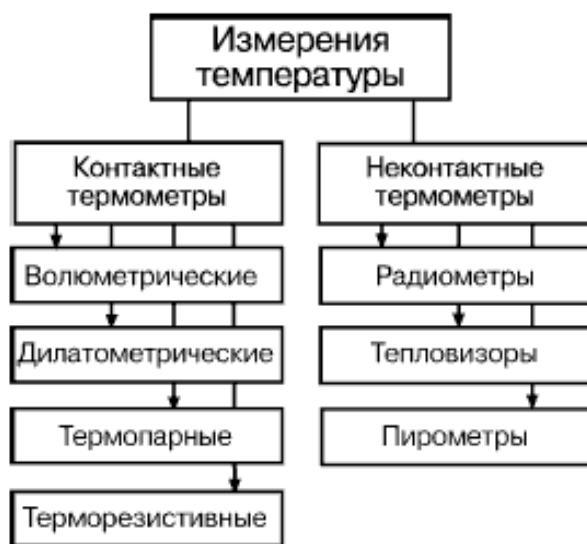 Измерения
температуры
Контактные
термометры
Неконтактные
термометры
Волюметрические
Радиометры
Дилатометрические
Тепловизоры
Термопарные
Пирометры
Терморезистивные